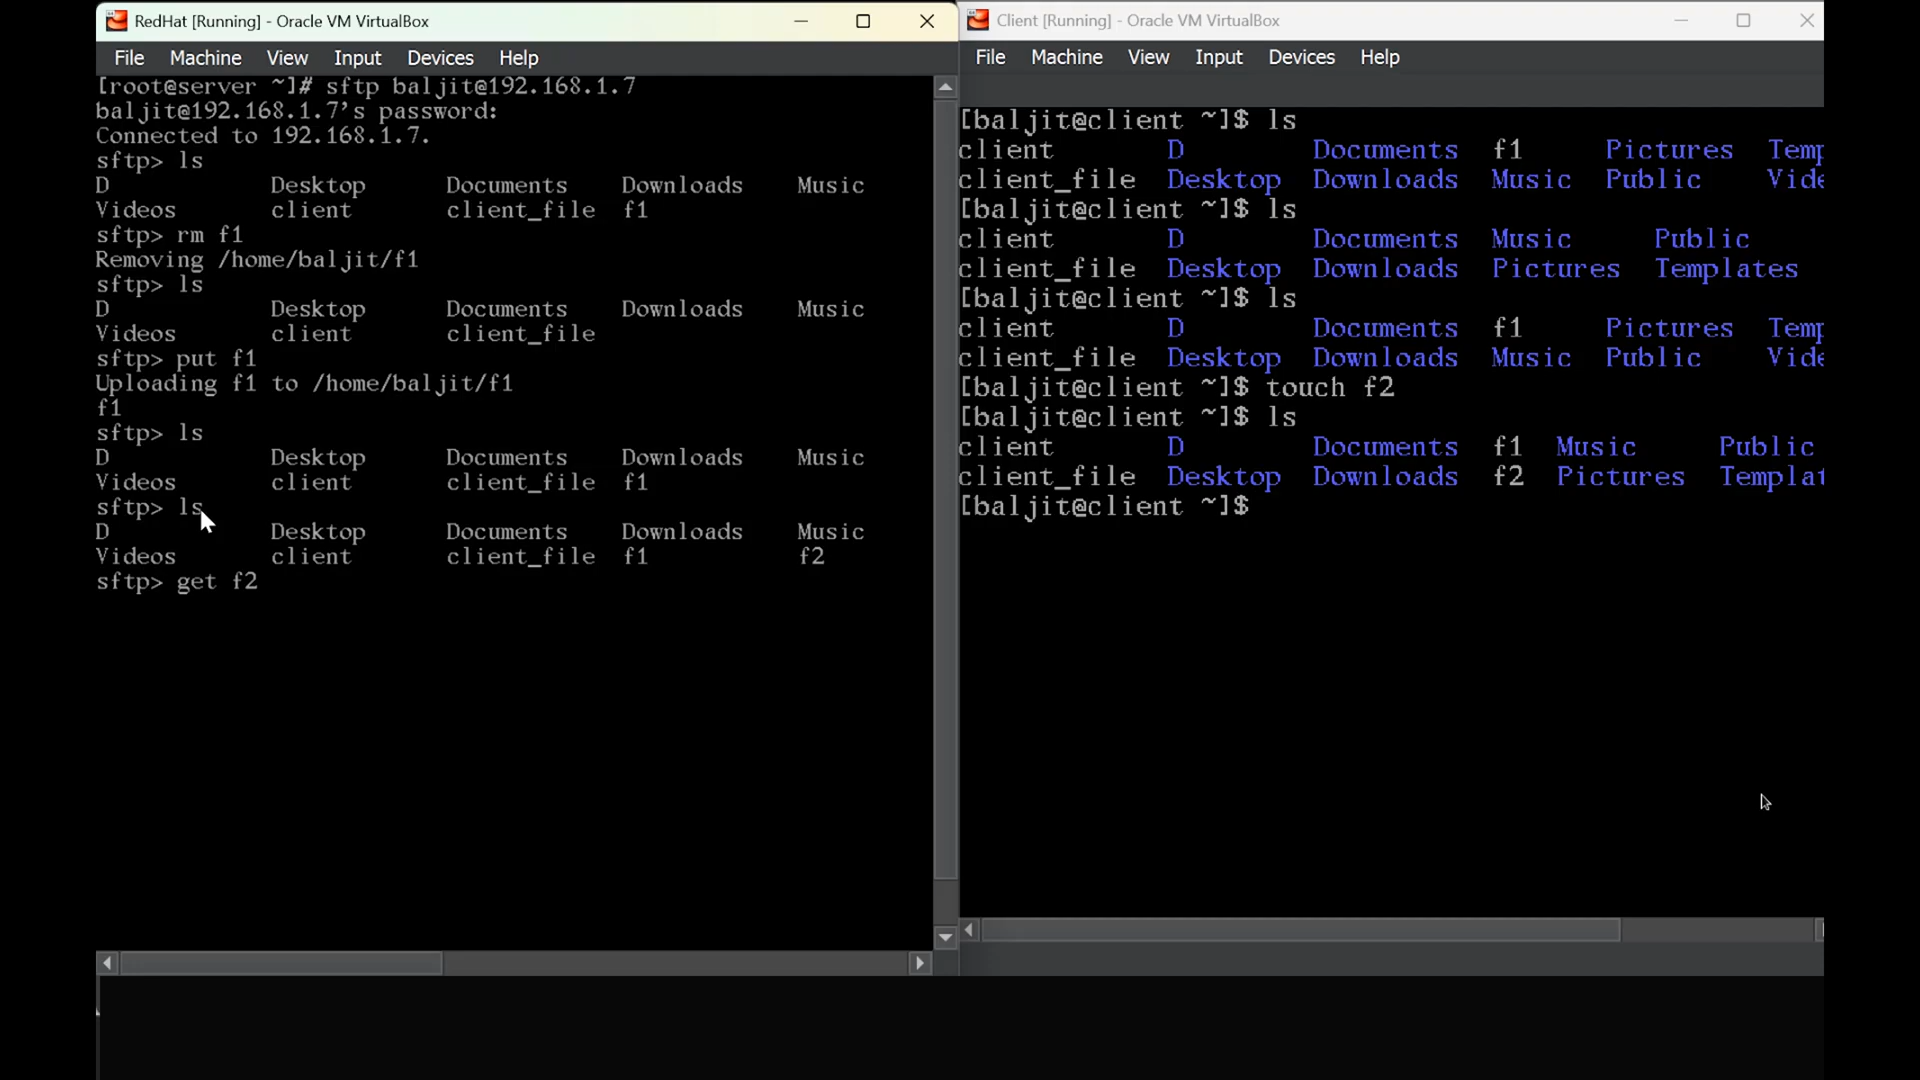 RedHat [Running] - Oracle VM VirtualBox
File Machine View Input Devices Help
[root@server ~]# sftp baljit@192.168.1.7
baljit@192.168.1.7's password:
Connected to 192.168.1.7.
sftp> ls
D Desktop Documents Downloads Music
Videos client client_file f1
sftp> rm f1
Removing /home/baljit/f1
sftp> ls
D Desktop Documents Downloads Music
Videos client client_file
sftp> put f1
Uploading f1 to /home/baljit/f1
f1
sftp> ls
D Desktop Documents Downloads Music
Videos client client_file f1
sftp> ls
D Desktop Documents Downloads Music
Videos client client_file f1 f2
sftp> get f2
Client [Running] - Oracle VM VirtualBox
File Machine View Input Devices Help
[baljit@client ~]$ ls
client D Documents f1 Pictures Temp
client_file Desktop Downloads Music Public Vide
[baljit@client ~]$ ls
client D Documents Music Public
client_file Desktop Downloads Pictures Templates
[baljit@client ~]$ ls
client D Documents f1 Pictures Temp
client_file Desktop Downloads Music Public Vide
[baljit@client ~]$ touch f2
[baljit@client ~]$ ls
client D Documents f1 Music Public
client_file Desktop Downloads f2 Pictures Templat
[baljit@client ~]$